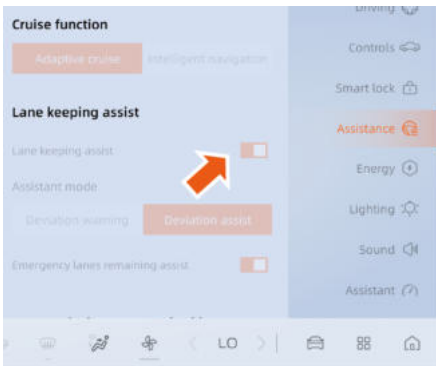 Cruise function
Adaptive cruise Intelligent navigation
Lane keeping assist
Lane keeping assist
Assistant mode
Deviation warning Deviation assist
Emergency lanes remaining assist
Driving
Controls
Smart lock
Assistance
Energy
Lighting
Sound
Assistant
LO